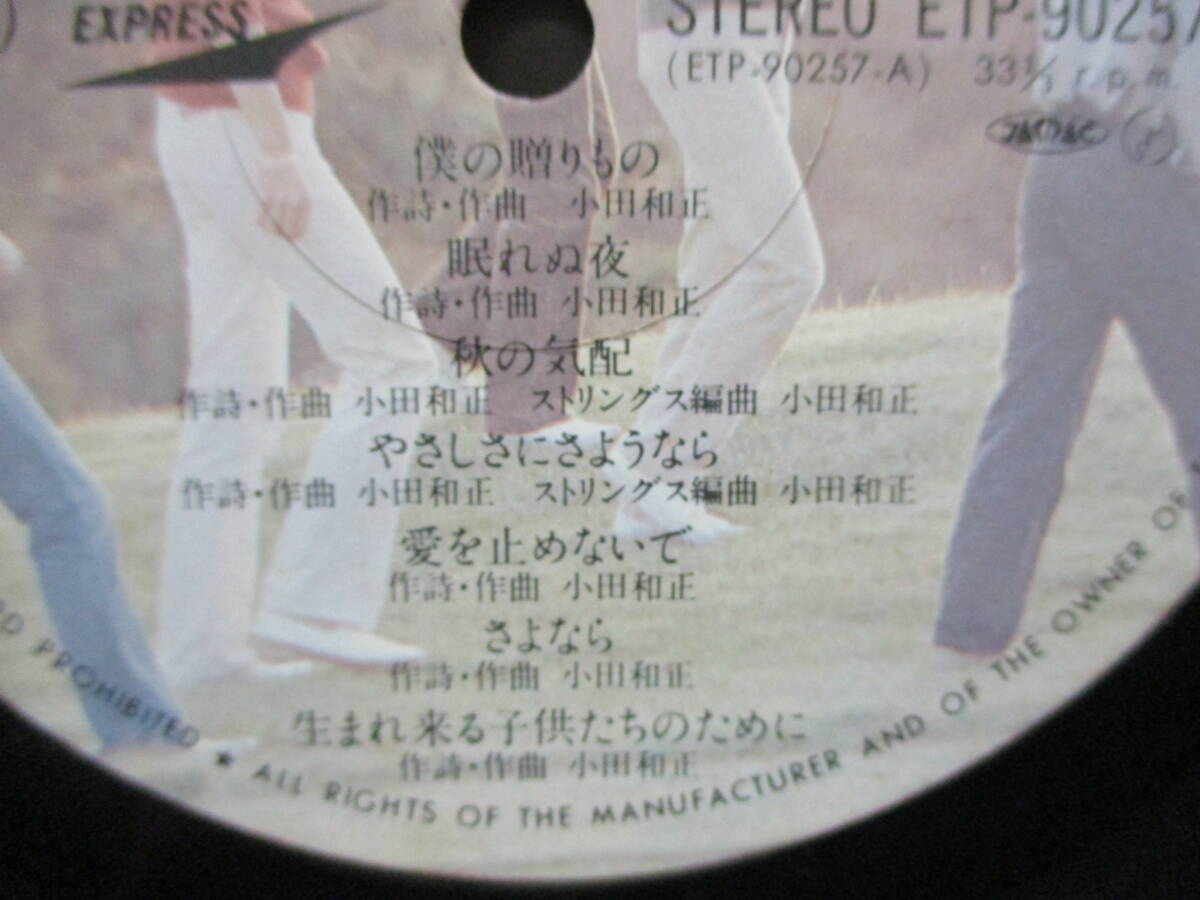 EXPRESS
STEREO ETP-90257
(ETP-90257-A) 33⅓ r.p.m.
僕の贈りもの
作詩・作曲 小田和正
眠れぬ夜
作詩・作曲 小田和正
秋の気配
作詩・作曲 小田和正 ストリングス編曲 小田和正
やさしさにさようなら
作詩・作曲 小田和正 ストリングス編曲 小田和正
愛を止めないで
作詩・作曲 小田和正
さよなら
作詩・作曲 小田和正
生まれ来る子供たちのために
作詩・作曲 小田和正
PROHIBITED ★ ALL RIGHTS OF THE MANUFACTURER AND OF THE OWNER OF